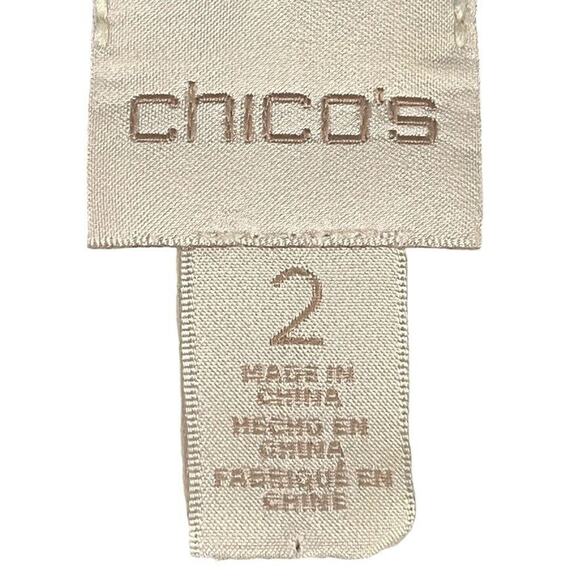 chico's
2
MADE IN
CHINA
HECHO EN
CHINA
FABRIQUÉ EN
CHINE